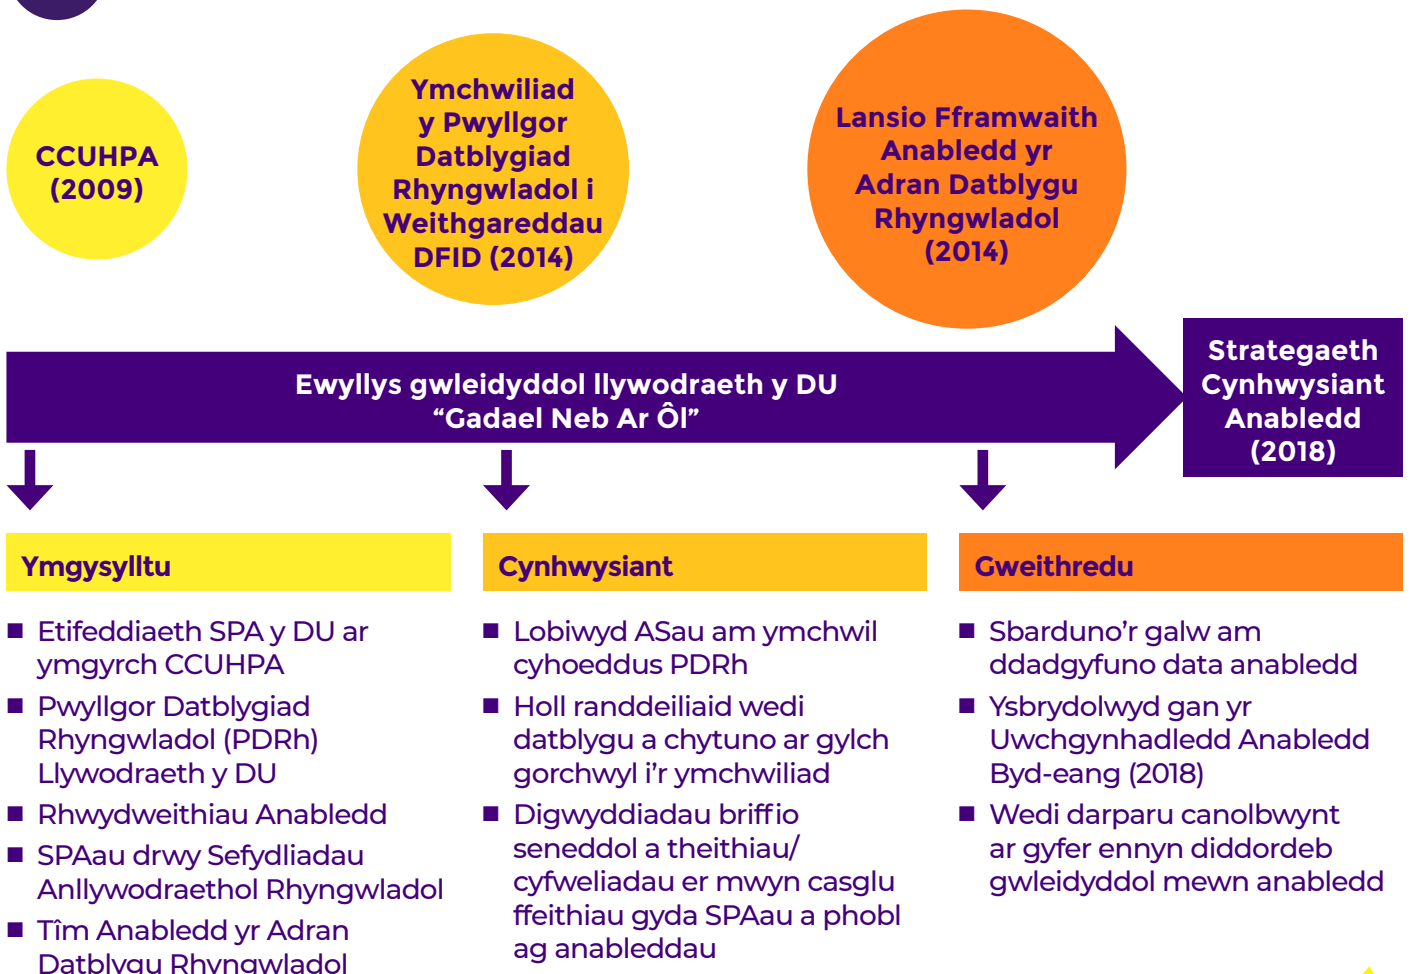 CCUHPA
(2009)
Ymchwiliad
y Pwyllgor
Datblygiad
Rhyngwladol i
Weithgareddau
DFID (2014)
Lansio Fframwaith
Anabledd yr
Adran Datblygu
Rhyngwladol
(2014)
Ewyllys gwleidyddol llywodraeth y DU
“Gadael Neb Ar Ôl”
Strategaeth
Cynhwysiant
Anabledd
(2018)
Ymgysylltu
■ Etifeddiaeth SPA y DU ar
ymgyrch CCUHPA
■ Pwyllgor Datblygiad
Rhyngwladol (PDRh)
Llywodraeth y DU
■ Rhwydweithiau Anabledd
■ SPAau drwy Sefydliadau
Anllywodraethol Rhyngwladol
■ Tîm Anabledd yr Adran
Datblygu Rhyngwladol
Cynhwysiant
■ Lobiwyd ASau am ymchwil
cyhoeddus PDRh
■ Holl randdeiliaid wedi
datblygu a chytuno ar gylch
gorchwyl i’r ymchwiliad
■ Digwyddiadau briffio
seneddol a theithiau/
cyfweliadau er mwyn casglu
ffeithiau gyda SPAau a phobl
ag anableddau
Gweithredu
■ Sbarduno’r galw am
ddadgyfuno data anabledd
■ Ysbrydolwyd gan yr
Uwchgynhadledd Anabledd
Byd-eang (2018)
■ Wedi darparu canolbwynt
ar gyfer ennyn diddordeb
gwleidyddol mewn anabledd